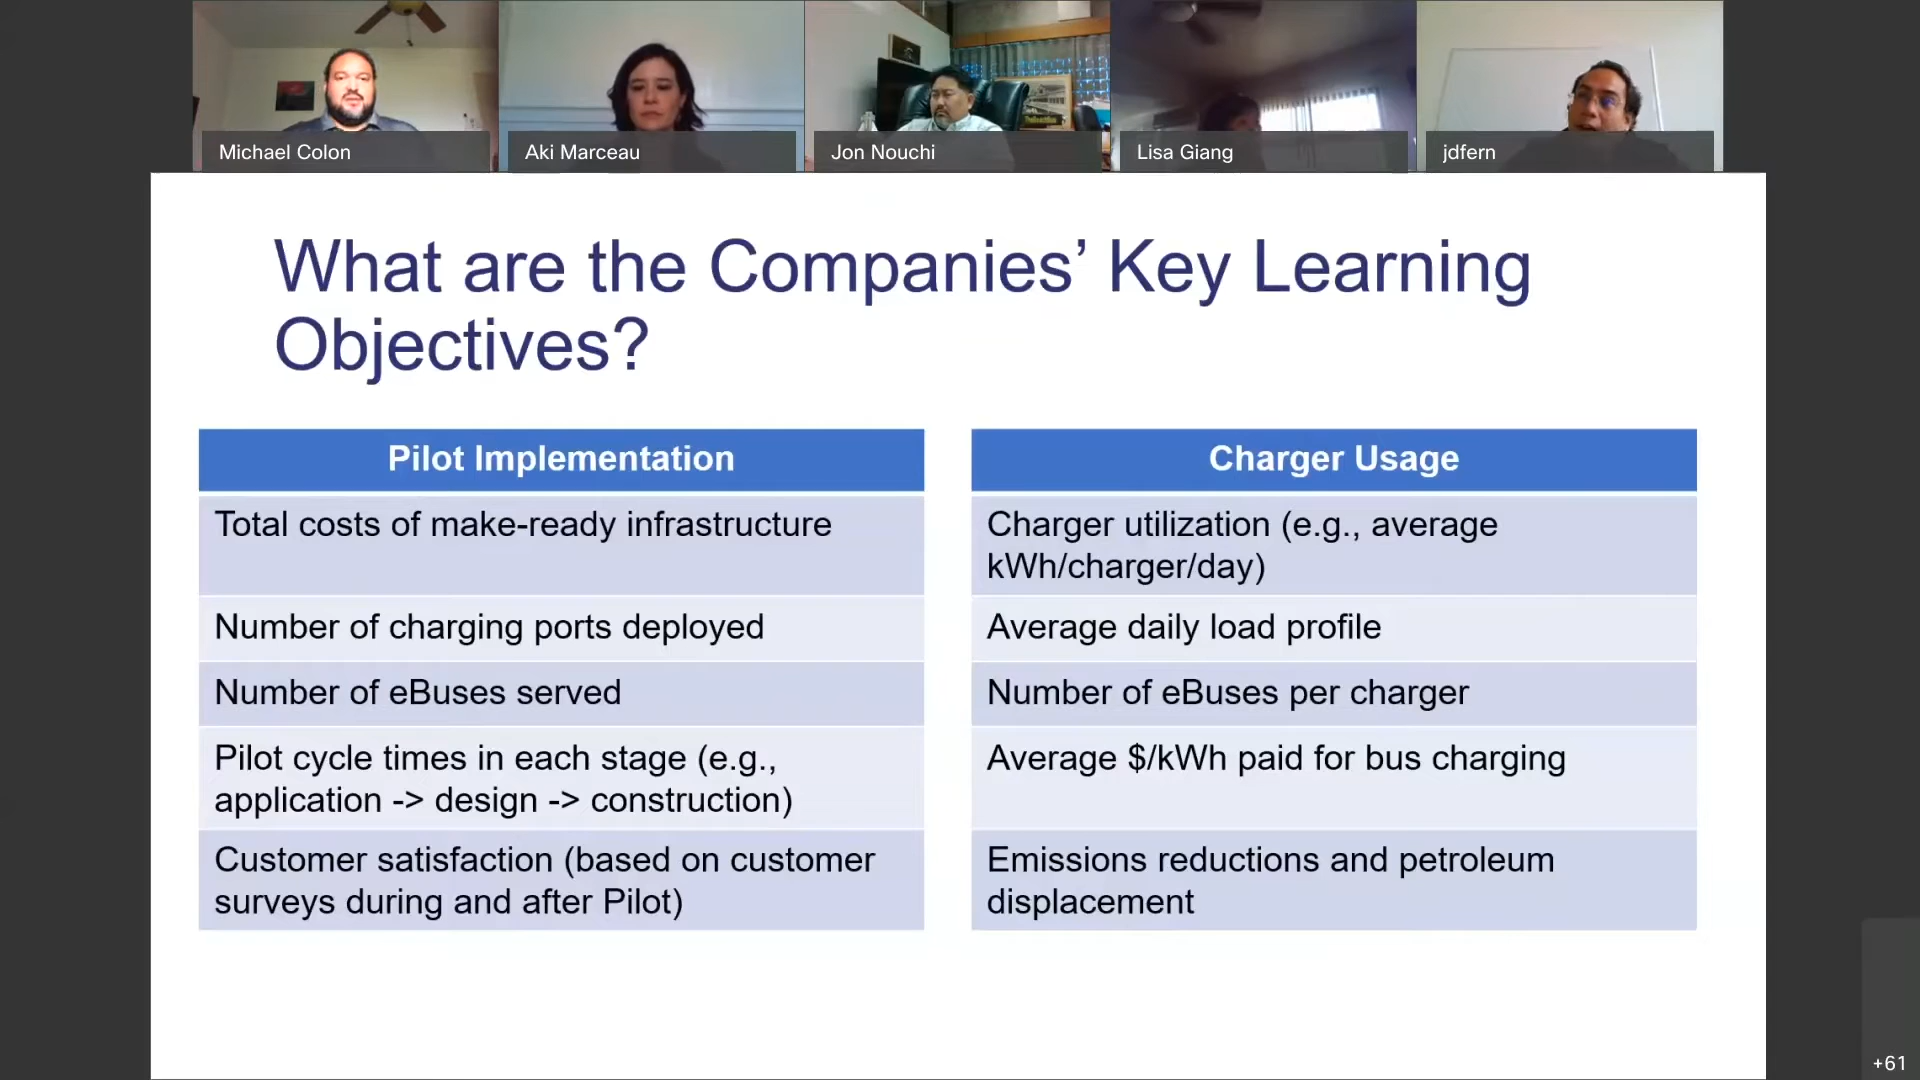 Michael Colon
Aki Marceau
Jon Nouchi
Lisa Giang
jdfern
What are the Companies’ Key Learning
Objectives?
Pilot Implementation
Total costs of make-ready infrastructure
Number of charging ports deployed
Number of eBuses served
Pilot cycle times in each stage (e.g.,
application -> design -> construction)
Customer satisfaction (based on customer
surveys during and after Pilot)
Charger Usage
Charger utilization (e.g., average
kWh/charger/day)
Average daily load profile
Number of eBuses per charger
Average $/kWh paid for bus charging
Emissions reductions and petroleum
displacement
+61